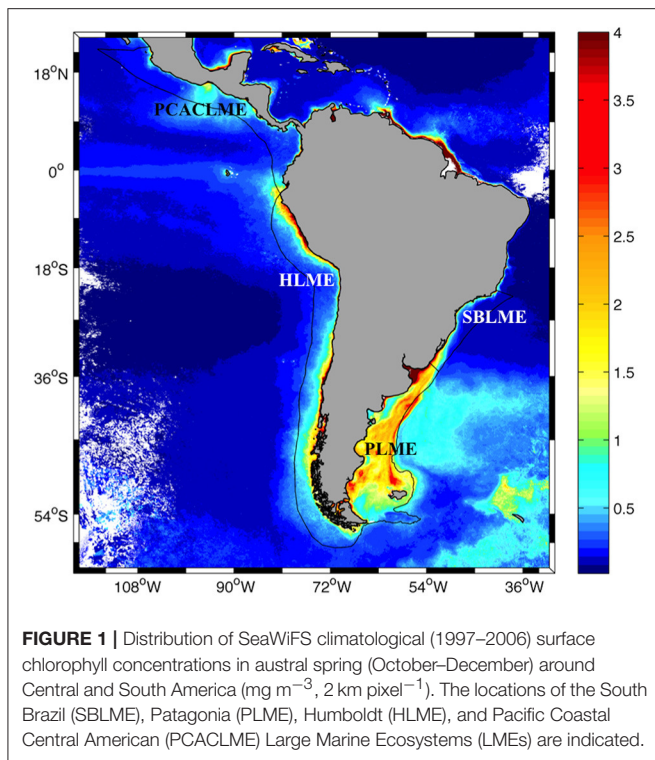 18°N
0°
18°S
36°S
54°S
108°W
90°W
72°W
54°W
36°W
PCACLME
HLME
SBLME
PLME
4
3.5
3
2.5
2
1.5
1
0.5
FIGURE 1 | Distribution of SeaWiFS climatological (1997–2006) surface
chlorophyll concentrations in austral spring (October–December) around
Central and South America (mg m⁻³, 2 km pixel⁻¹). The locations of the South
Brazil (SBLME), Patagonia (PLME), Humboldt (HLME), and Pacific Coastal
Central American (PCACLME) Large Marine Ecosystems (LMEs) are indicated.